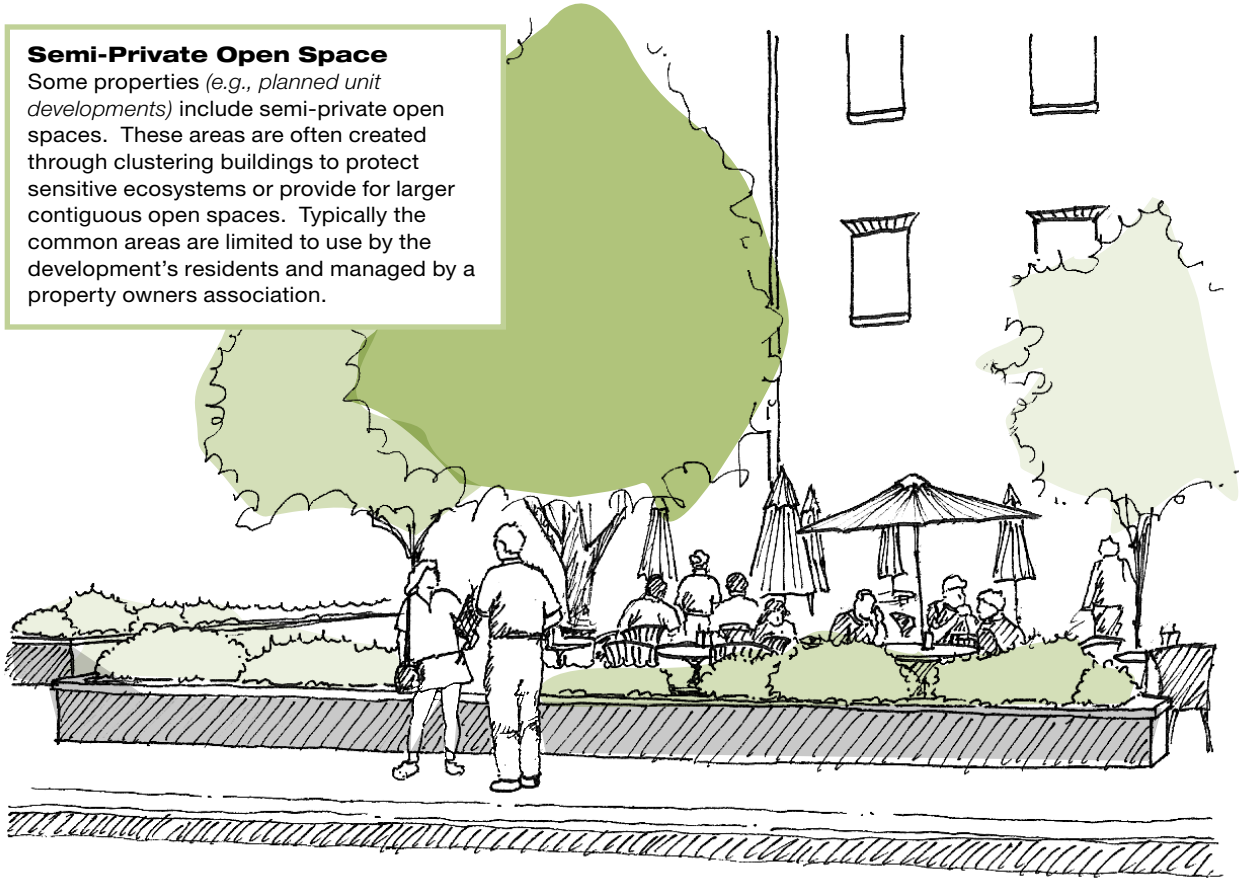 Semi-Private Open Space
Some properties (e.g., planned unit
developments) include semi-private open
spaces.  These areas are often created
through clustering buildings to protect
sensitive ecosystems or provide for larger
contiguous open spaces.  Typically the
common areas are limited to use by the
development's residents and managed by a
property owners association.